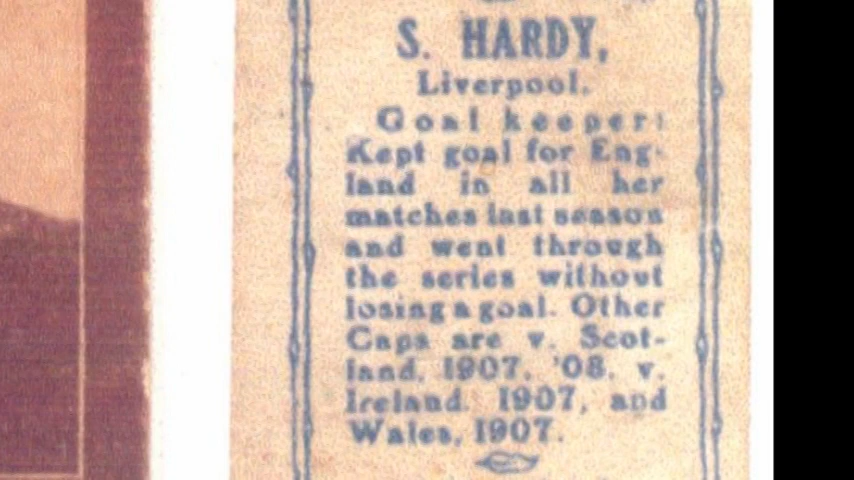 S. HARDY,
Liverpool.
Goal keeper:
Kept goal for Eng-
land in all her
matches last season
and went through
the series without
losing a goal. Other
Caps are v. Scot-
land, 1907, '08. v.
Ireland. 1907, and
Wales, 1907.